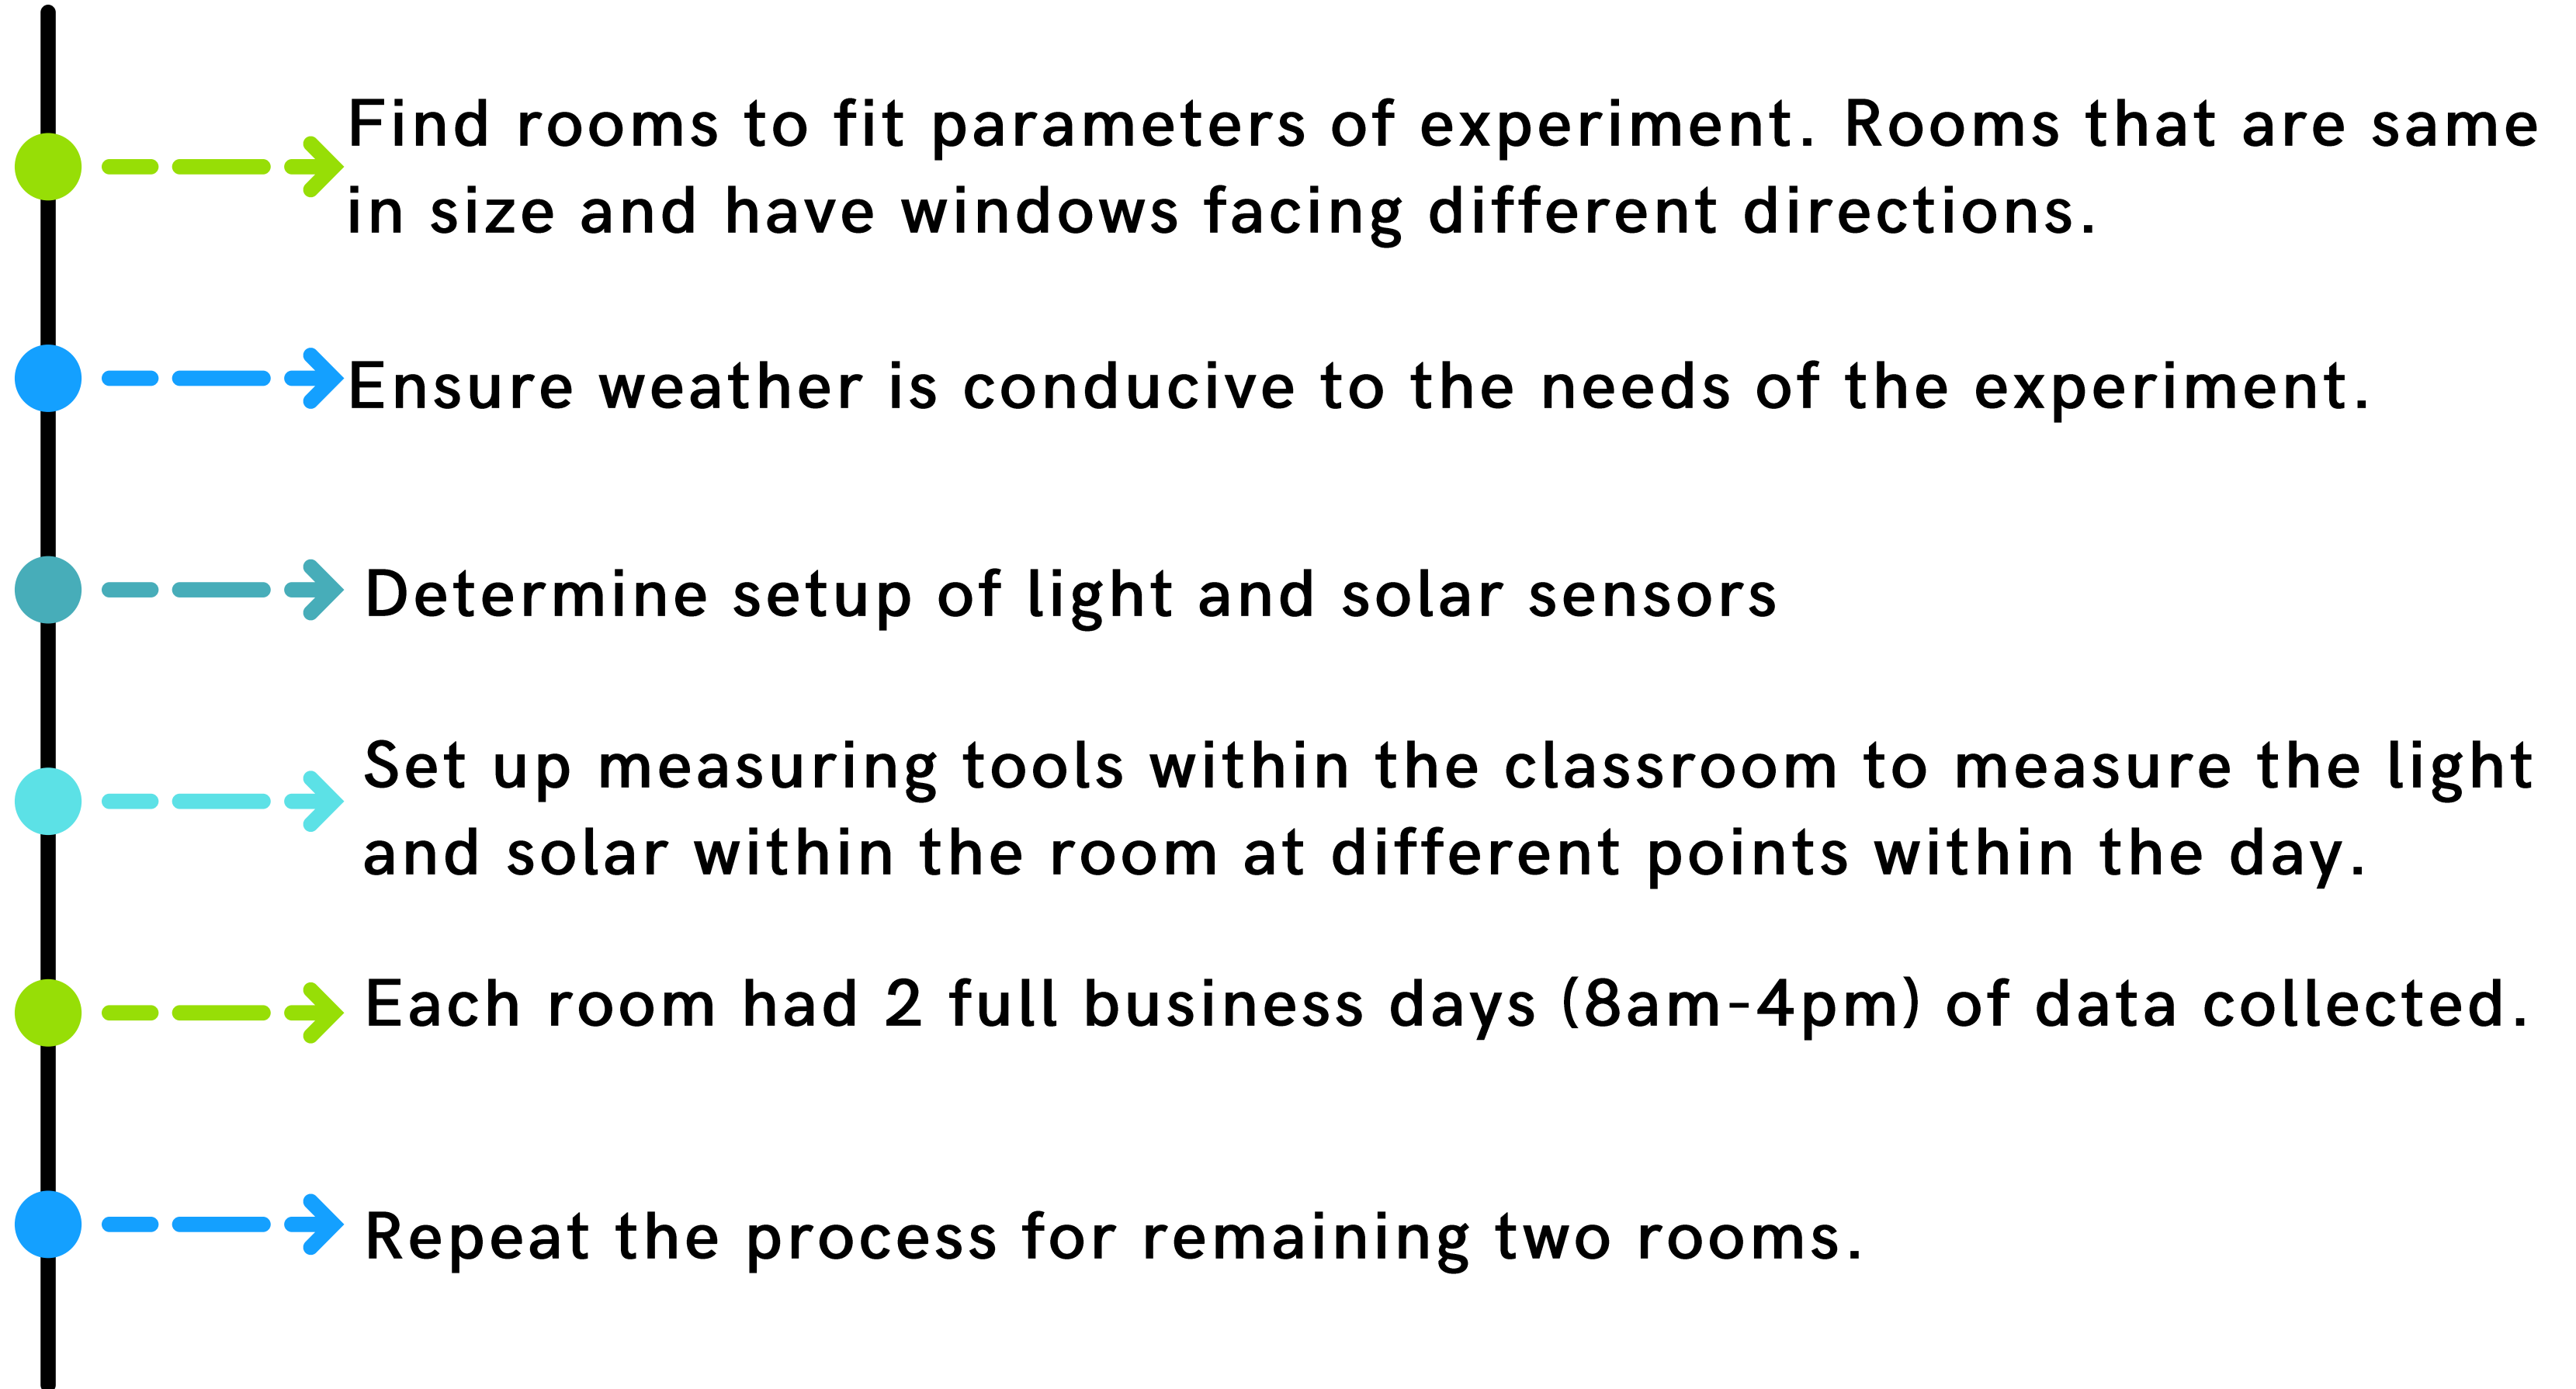 Find rooms to fit parameters of experiment. Rooms that are same
in size and have windows facing different directions.
Ensure weather is conducive to the needs of the experiment.
Determine setup of light and solar sensors
Set up measuring tools within the classroom to measure the light
and solar within the room at different points within the day.
Each room had 2 full business days (8am-4pm) of data collected.
Repeat the process for remaining two rooms.